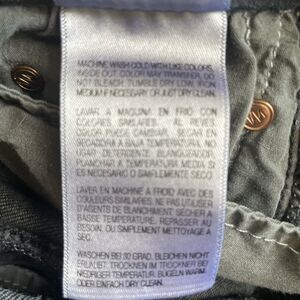 MACHINE WASH COLD WITH LIKE COLORS,
INSIDE OUT. COLOR MAY TRANSFER. DO
NOT BLEACH. TUMBLE DRY LOW. IRON
MEDIUM IF NECESSARY OR JUST DRY CLEAN.
LAVAR A MAQUINA EN FRIO CON
COLORES SIMILARES. AL REVES.
COLOR PUEDE CAMBIAR. SECAR EN
SECADORA A BAJA TEMPERATURA. NO
USAR DETERGENTE BLANQUEADOR.
PLANCHAR A TEMPERATURA MEDIA SI
ES NECESARIO O SIMPLEMENTE SECO.
LAVER EN MACHINE A FROID AVEC DES
COULEURS SIMILAIRES. NE PAS UTILISER
D'AGENTS DE BLANCHIMENT SECHER A
BASSE TEMPERATURE. REPASSER AU
BESOIN, OU SIMPLEMENT METTOYAGE A
SEC.
WASCHEN BEI 30 GRAD. BLEICHEN NICHT
ERLAUBT. TROCKNEN IM TROCKNER BEI
NIEDRIGER TEMPERATUR. BUGELN WARM
ODER EINFACH DRY CLEAN.